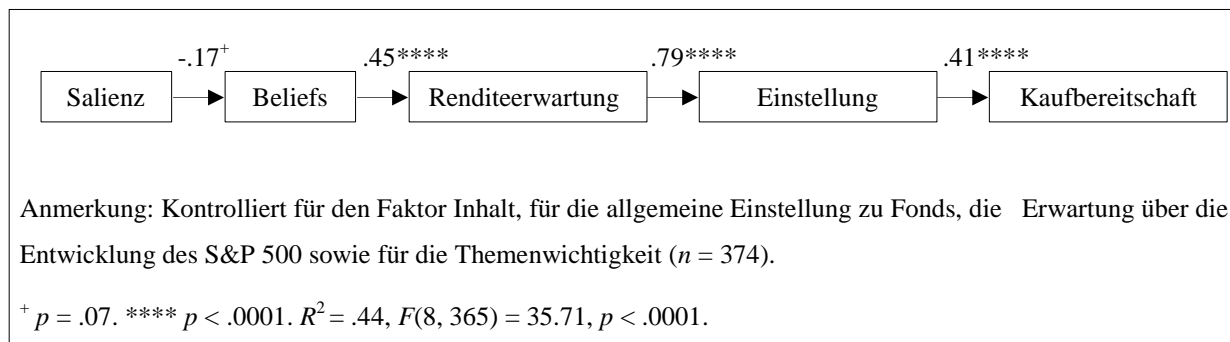 -.17+ .45**** .79**** .41****
Salienz Beliefs Renditeerwartung Einstellung Kaufbereitschaft
Anmerkung: Kontrolliert für den Faktor Inhalt, für die allgemeine Einstellung zu Fonds, die Erwartung über die
Entwicklung des S&P 500 sowie für die Themenwichtigkeit (n = 374).
+ p = .07. **** p < .0001. R2 = .44, F(8, 365) = 35.71, p < .0001.